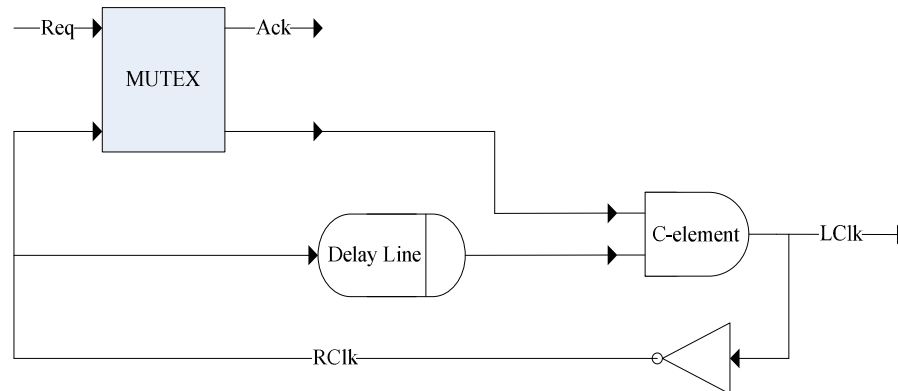 Req
Ack
MUTEX
C-element
LClk
Delay Line
RClk